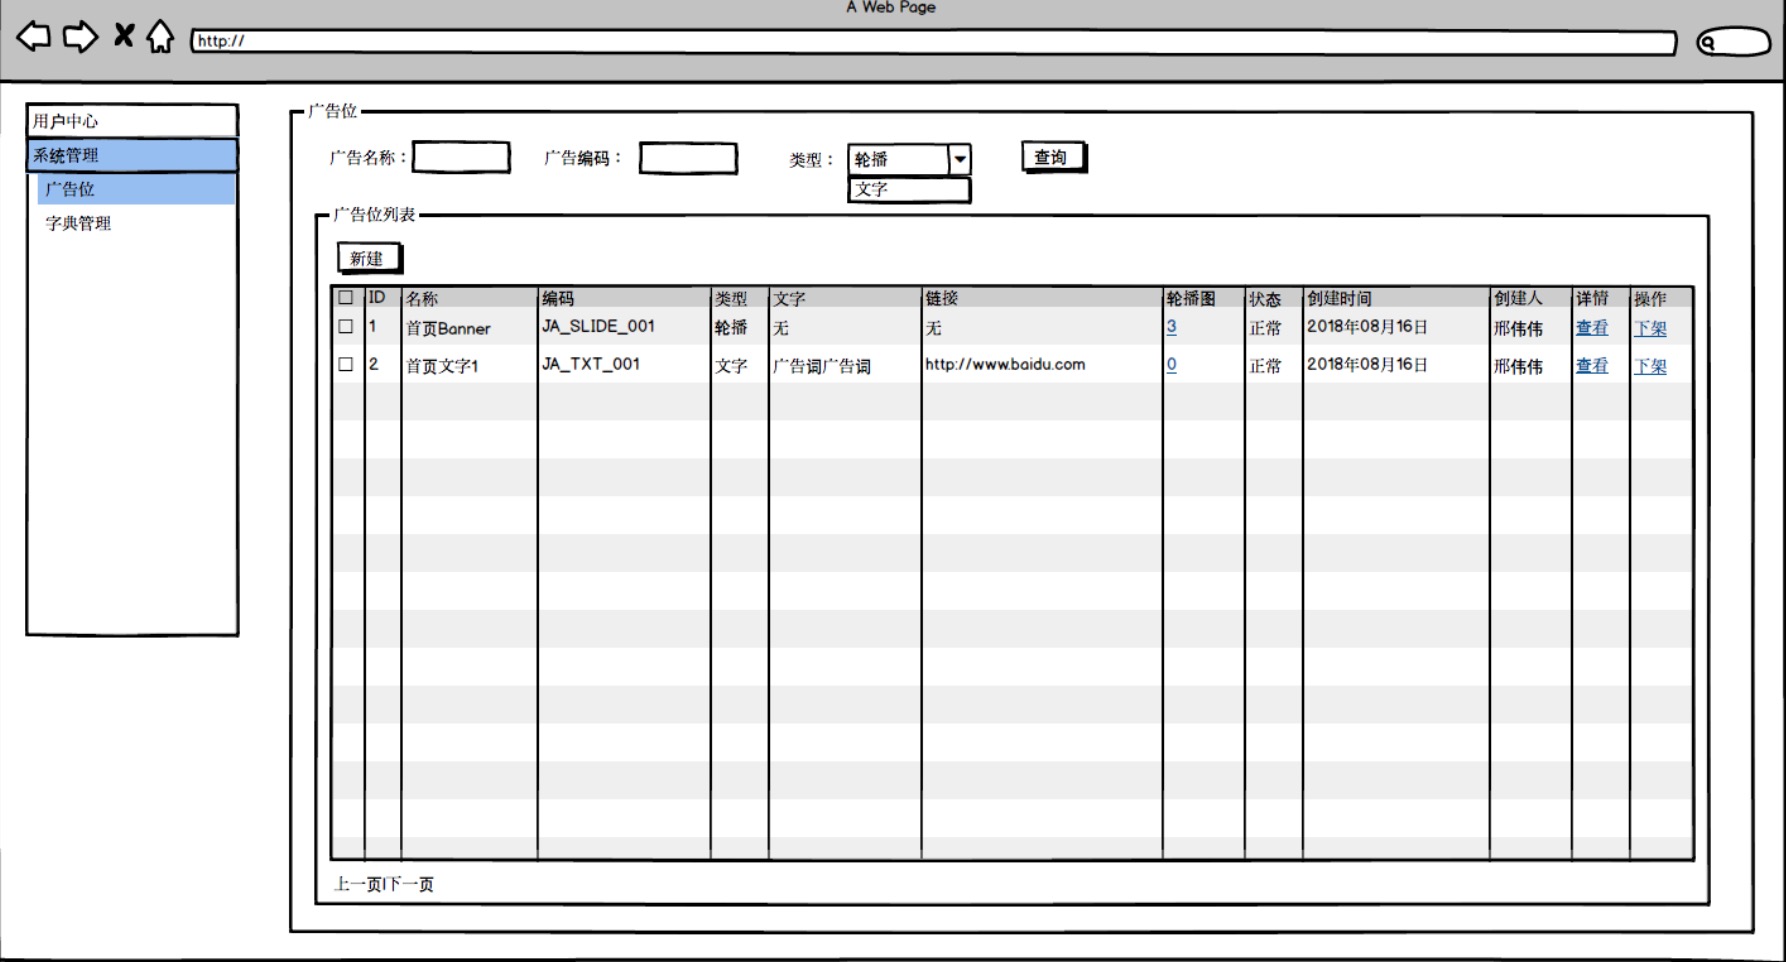 A Web Page
http://
用户中心
系统管理
广告位
字典管理
广告位
广告名称： 广告编码： 类型： 轮播 查询
文字
广告位列表
新建
ID 名称 编码 类型 文字 链接 轮播图 状态 创建时间 创建人 详情 操作
1 首页Banner JA_SLIDE_001 轮播 无 无 3 正常 2018年08月16日 邢伟伟 查看 下架
2 首页文字1 JA_TXT_001 文字 广告词广告词 http://www.baidu.com 0 正常 2018年08月16日 邢伟伟 查看 下架
上一页|下一页